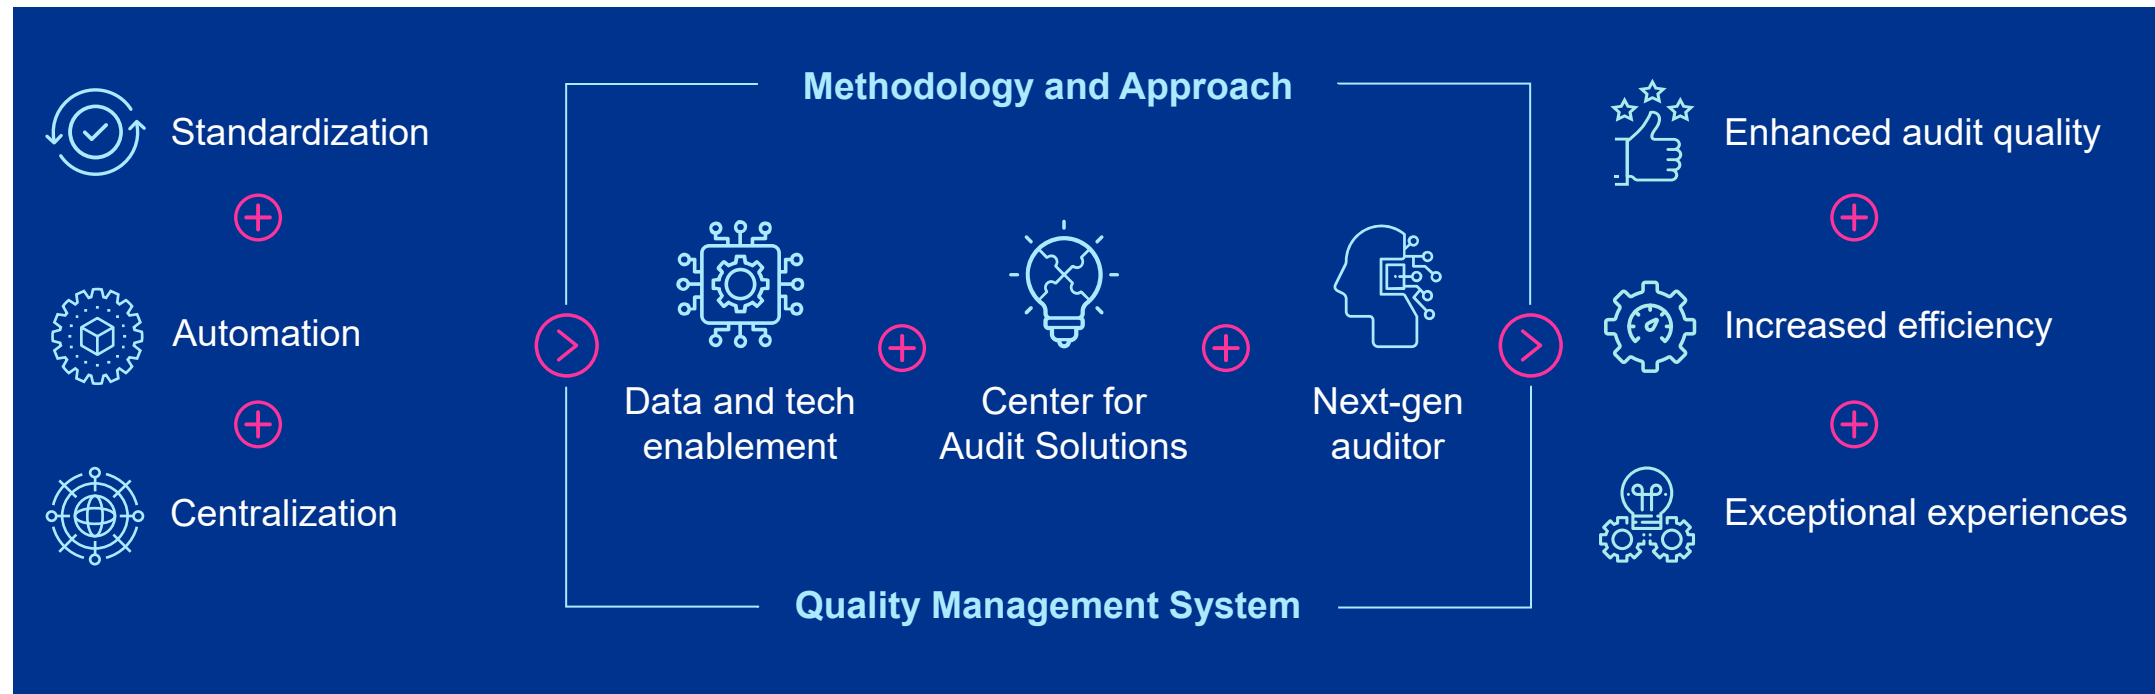 Standardization
Automation
Centralization
Methodology and Approach
Data and tech
enablement
Center for
Audit Solutions
Next-gen
auditor
Quality Management System
Enhanced audit quality
Increased efficiency
Exceptional experiences